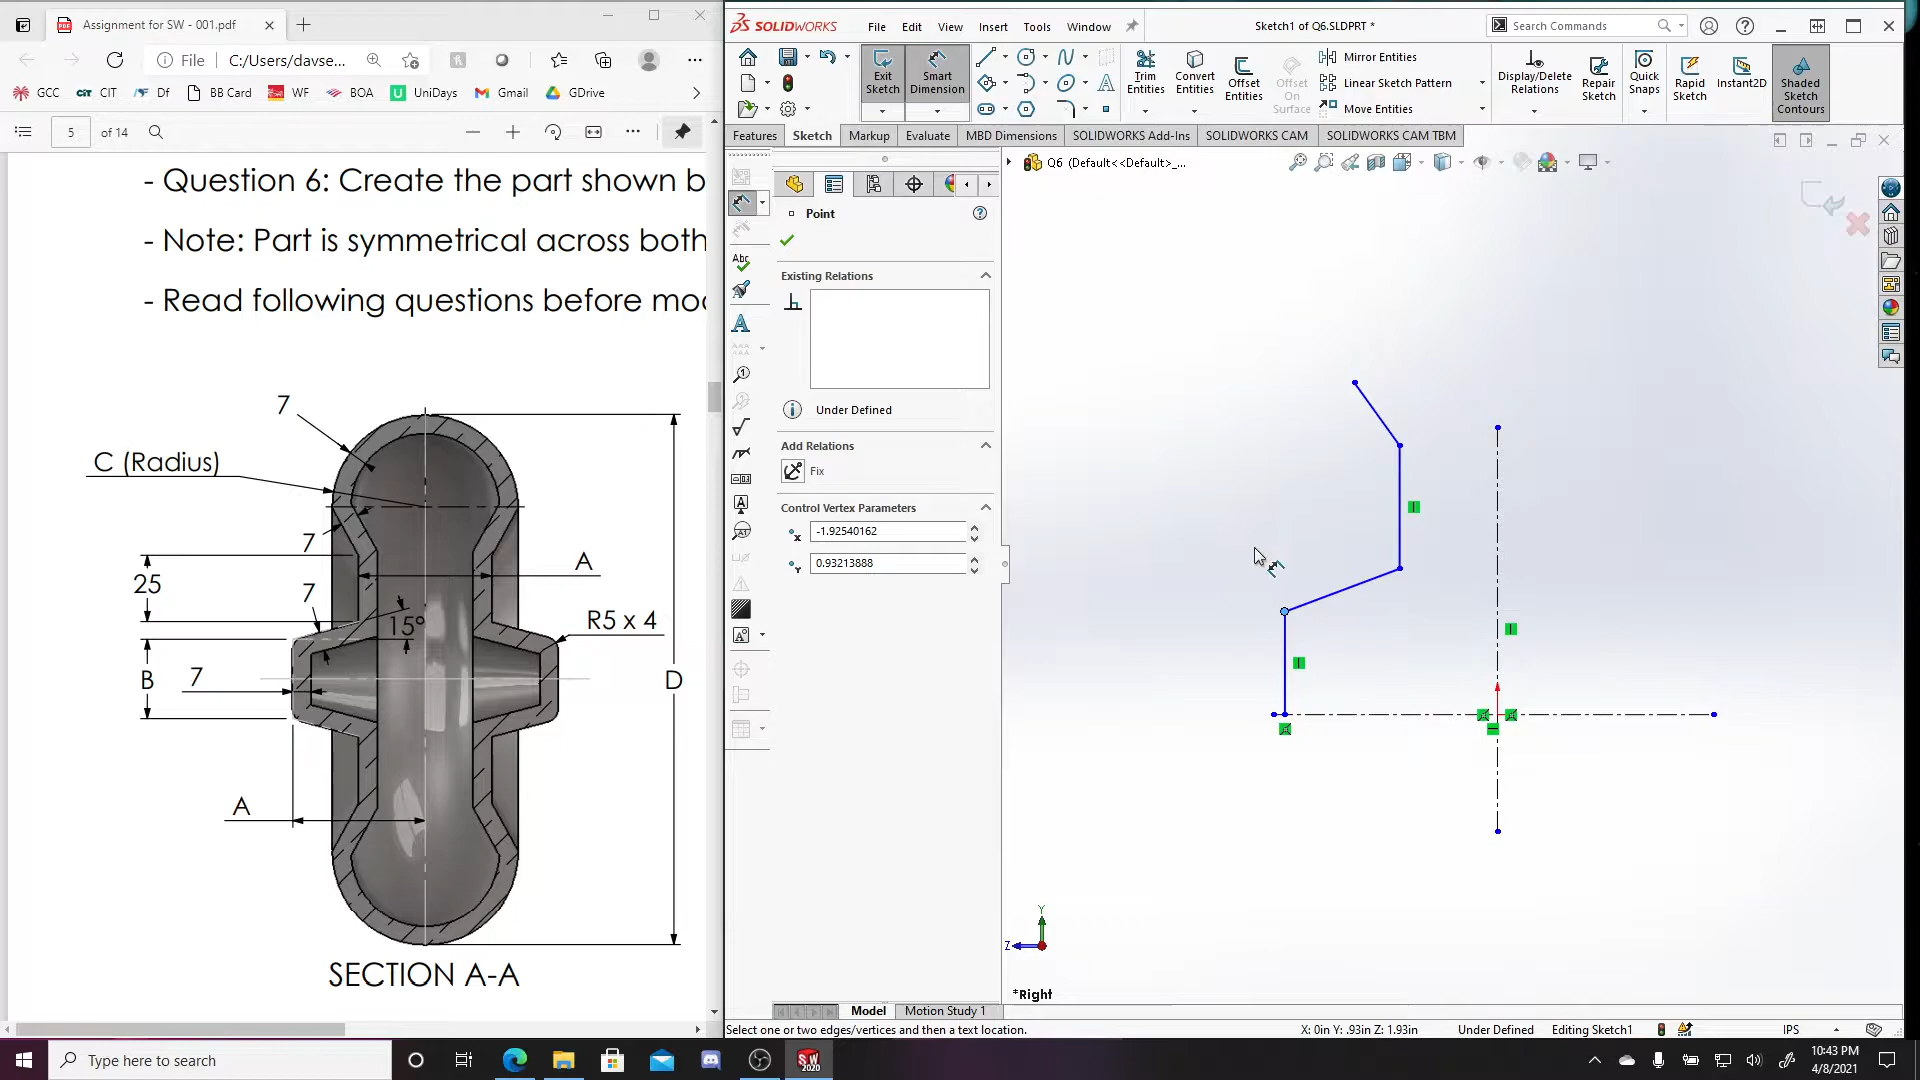 Assignment for SW - 001.pdf
File
C:/Users/davse...
GCC
CIT
Df
BB Card
WF
BOA
UniDays
Gmail
GDrive
5
of 14
- Question 6: Create the part shown b
- Note: Part is symmetrical across both
- Read following questions before mo
7
C (Radius)
7
25
7
A
15°
R5 x 4
B
7
D
A
SECTION A-A
SOLIDWORKS
File
Edit
View
Insert
Tools
Window
Sketch1 of Q6.SLDPRT *
Search Commands
Exit Sketch
Smart Dimension
Trim Entities
Convert Entities
Offset Entities
Offset On Surface
Mirror Entities
Linear Sketch Pattern
Move Entities
Display/Delete Relations
Repair Sketch
Quick Snaps
Rapid Sketch
Instant2D
Shaded Sketch Contours
Features
Sketch
Markup
Evaluate
MBD Dimensions
SOLIDWORKS Add-Ins
SOLIDWORKS CAM
SOLIDWORKS CAM TBM
Q6 (Default<<Default>_...
Point
Existing Relations
Under Defined
Add Relations
Fix
Control Vertex Parameters
-1.92540162
0.93213888
Abc
Y
Z
*Right
Model
Motion Study 1
Select one or two edges/vertices and then a text location.
X: 0in Y: .93in Z: 1.93in
Under Defined
Editing Sketch1
IPS
Type here to search
SW
2020
10:43 PM
4/8/2021